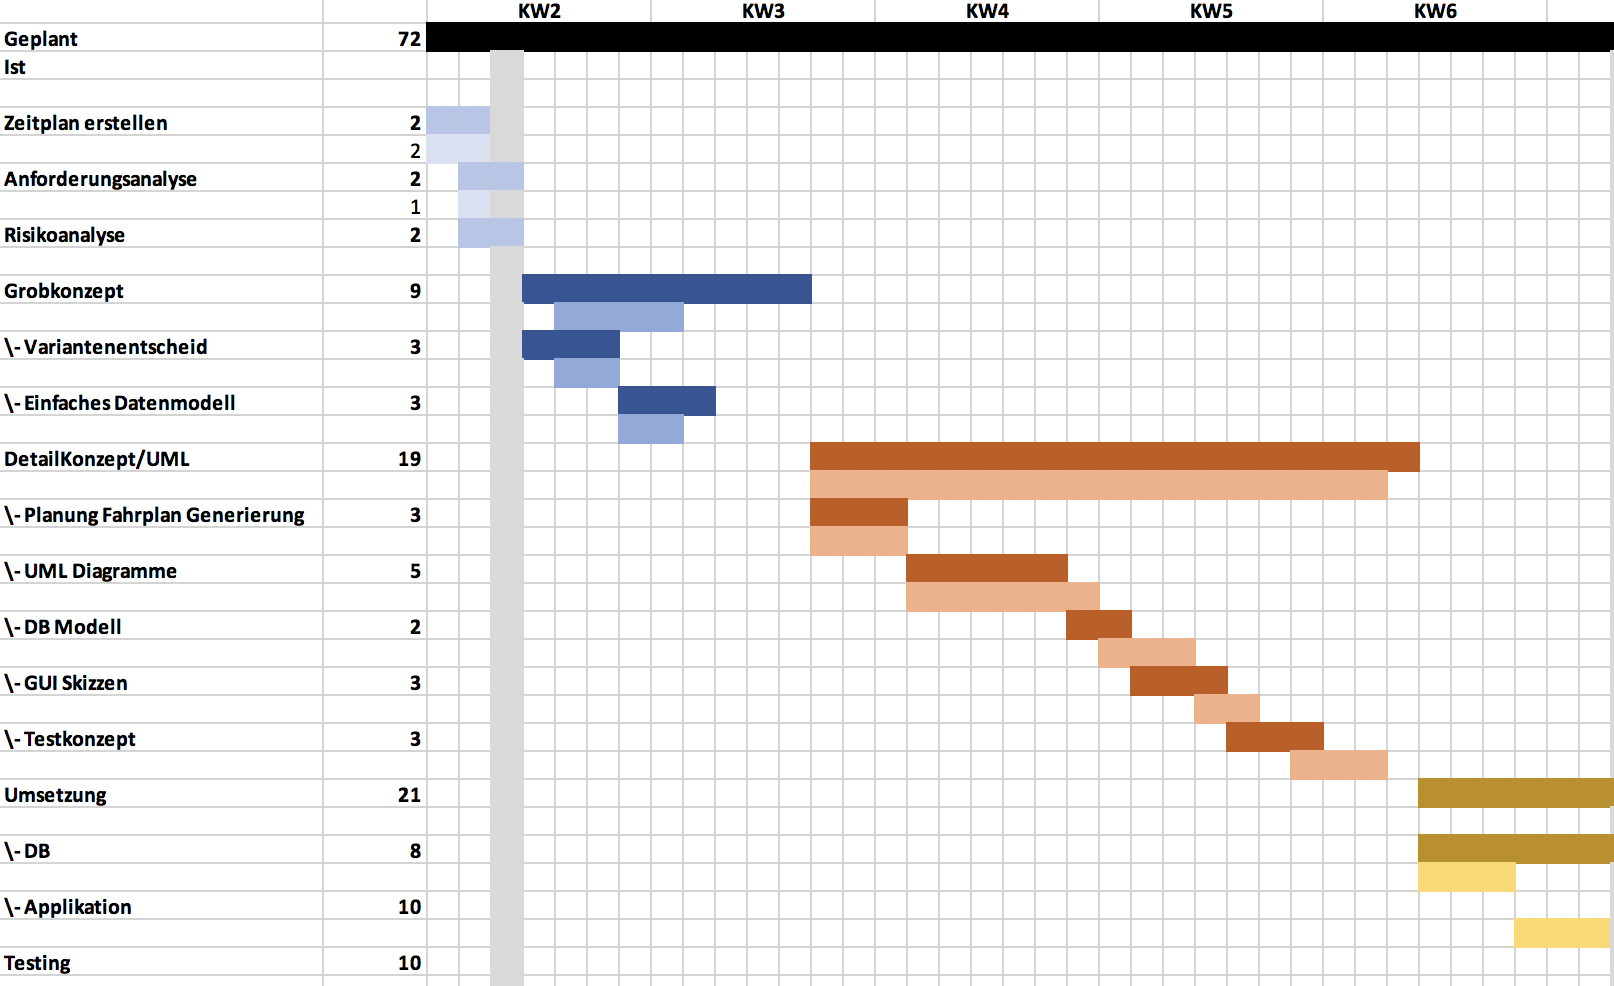 KW2 KW3 KW4 KW5 KW6
Geplant 72
Ist
Zeitplan erstellen 2
2
Anforderungsanalyse 2
1
Risikoanalyse 2
Grobkonzept 9
\- Variantenentscheid 3
\- Einfaches Datenmodell 3
DetailKonzept/UML 19
\- Planung Fahrplan Generierung 3
\- UML Diagramme 5
\- DB Modell 2
\- GUI Skizzen 3
\- Testkonzept 3
Umsetzung 21
\- DB 8
\- Applikation 10
Testing 10